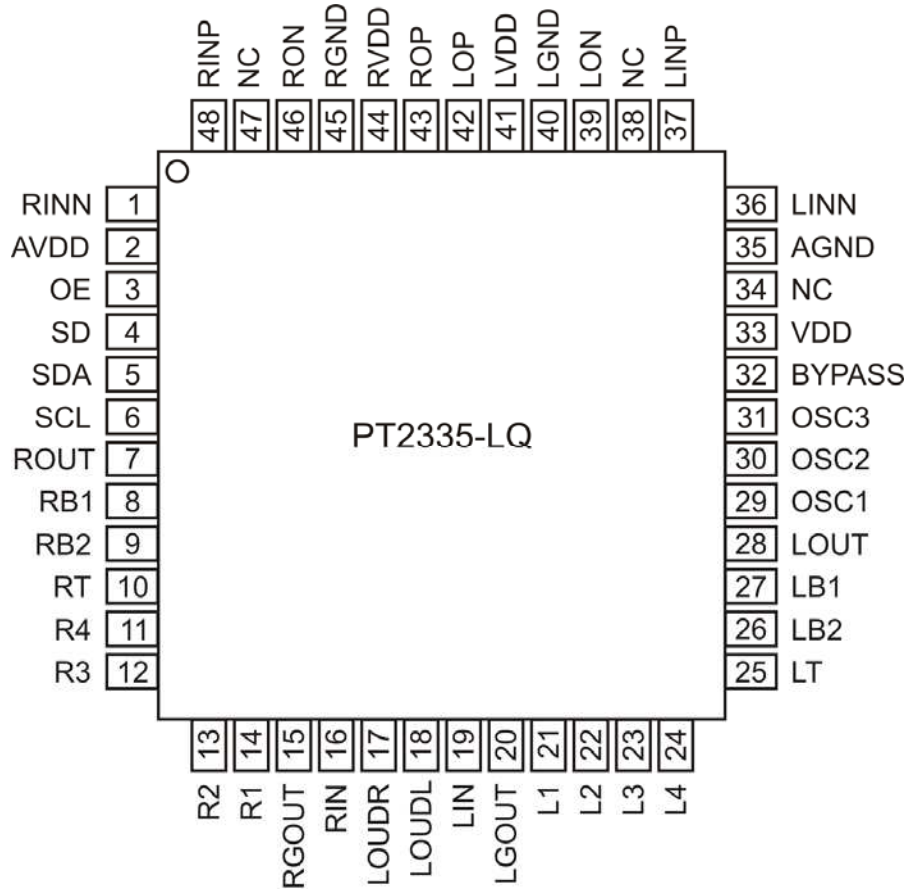 RINP NC RON RGND RVDD ROP LOP LVDD LGND LON NC LINP
48 47 46 45 44 43 42 41 40 39 38 37
RINN 1 36 LINN
AVDD 2 35 AGND
OE 3 34 NC
SD 4 33 VDD
SDA 5 32 BYPASS
SCL 6 31 OSC3
PT2335-LQ
ROUT 7 30 OSC2
RB1 8 29 OSC1
RB2 9 28 LOUT
RT 10 27 LB1
R4 11 26 LB2
R3 12 25 LT
13 14 15 16 17 18 19 20 21 22 23 24
R2 R1 RGOUT RIN LOUDR LOUDL LIN LGOUT L1 L2 L3 L4